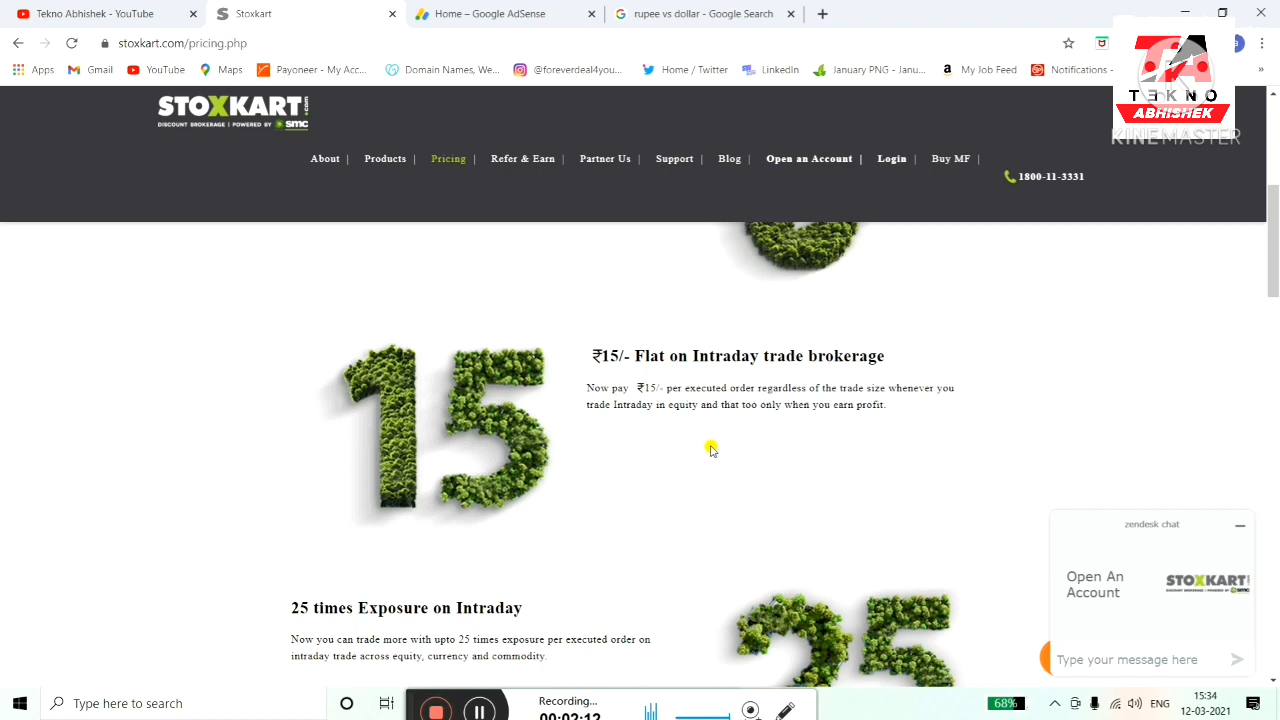 YouTube
Stoxkart
Home – Google AdSense
rupee vs dollar - Google Search
stoxkart.com/pricing.php
Apps
Gmail
YouTube
Maps
Payoneer - My Acc...
Domain Names, We...
@foreverdeal4you...
Home / Twitter
LinkedIn
January PNG - Janu...
My Job Feed
Notifications -
TEKNO
ABHISHEK
KINEMASTER
STOXKART.com
DISCOUNT BROKERAGE | POWERED BY smc
About | Products | Pricing | Refer & Earn | Partner Us | Support | Blog | Open an Account | Login | Buy MF |
1800-11-3331
15
₹15/- Flat on Intraday trade brokerage
Now pay ₹15/- per executed order regardless of the trade size whenever you
trade Intraday in equity and that too only when you earn profit.
25 times Exposure on Intraday
Now you can trade more with upto 25 times exposure per executed order on
intraday trade across equity, currency and commodity.
25
zendesk chat
Open An
Account
STOXKART.com
DISCOUNT BROKERAGE | POWERED BY smc
Type your message here
Type here to search
Recording...
00:02:12
68%
ENG
15:34
12-03-2021